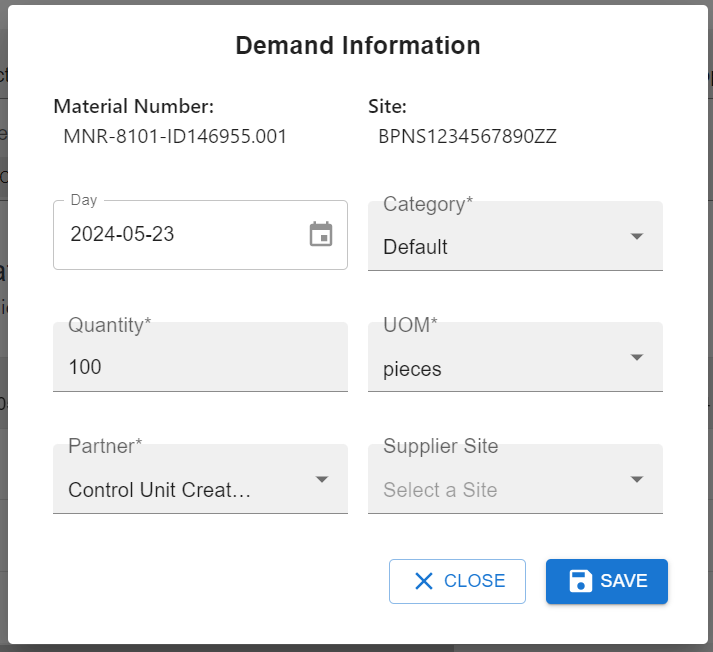 Demand Information
Material Number:
MNR-8101-ID146955.001
Site:
BPNS1234567890ZZ
Day
2024-05-23
Category*
Default
Quantity*
100
UOM*
pieces
Partner*
Control Unit Creat…
Supplier Site
Select a Site
CLOSE
SAVE